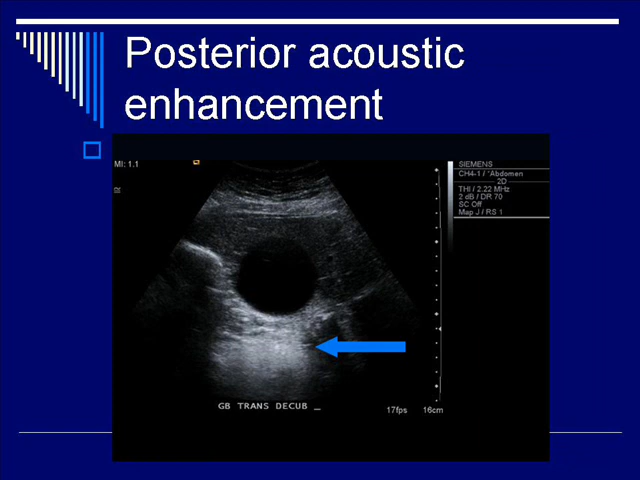 Posterior acoustic
enhancement
MI: 1.1
SIEMENS
CH4-1 / *Abdomen
2D
THI / 2.22 MHz
2 dB / DR 70
SC Off
Map J / RS 1
GB TRANS DECUB _
17fps 16cm